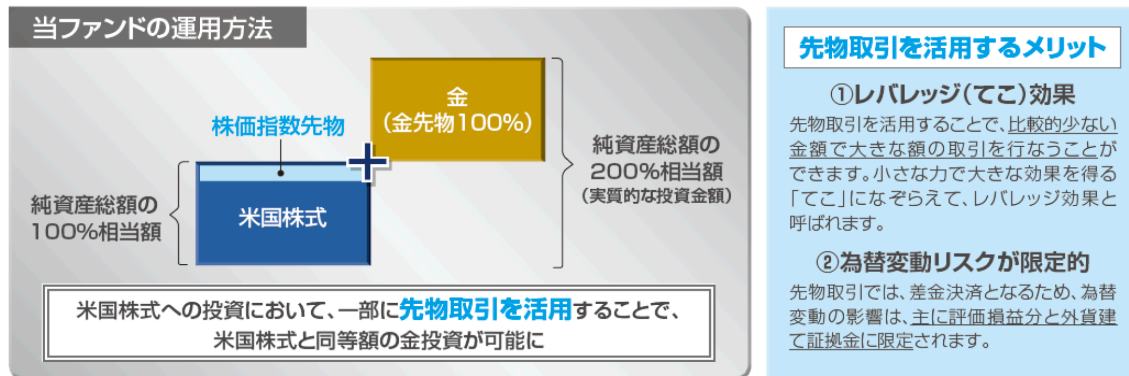 当ファンドの運用方法
金
(金先物100%)
株価指数先物
純資産総額の
200%相当額
(実質的な投資金額)
純資産総額の
100%相当額
米国株式
米国株式への投資において、一部に先物取引を活用することで、
米国株式と同等額の金投資が可能に
先物取引を活用するメリット
①レバレッジ(てこ)効果
先物取引を活用することで、比較的少ない
金額で大きな額の取引を行なうことが
できます。小さな力で大きな効果を得る
「てこ」になぞらえて、レバレッジ効果と
呼ばれます。
②為替変動リスクが限定的
先物取引では、差金決済となるため、為替
変動の影響は、主に評価損益分と外貨建
て証拠金に限定されます。